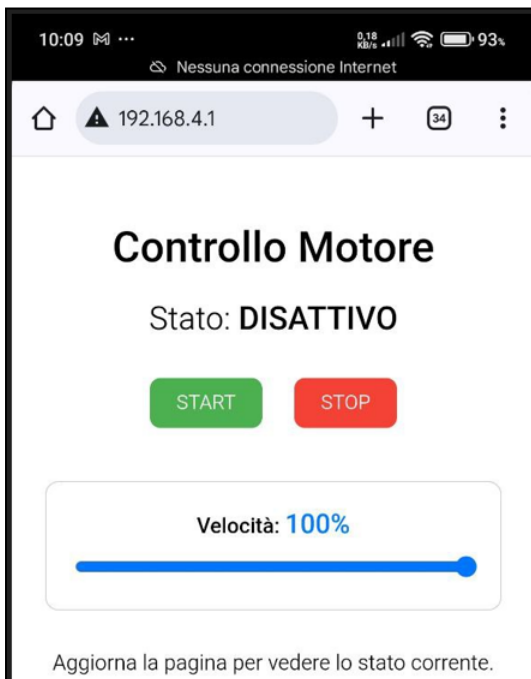 10:09 ...
0,18 KB/s 93%
Nessuna connessione Internet
192.168.4.1 34
Controllo Motore
Stato: DISATTIVO
START STOP
Velocità: 100%
Aggiorna la pagina per vedere lo stato corrente.